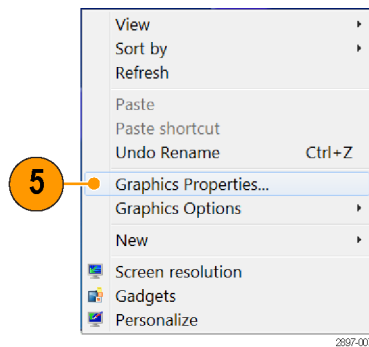 View
Sort by
Refresh
Paste
Paste shortcut
Undo Rename Ctrl+Z
5
Graphics Properties...
Graphics Options
New
Screen resolution
Gadgets
Personalize